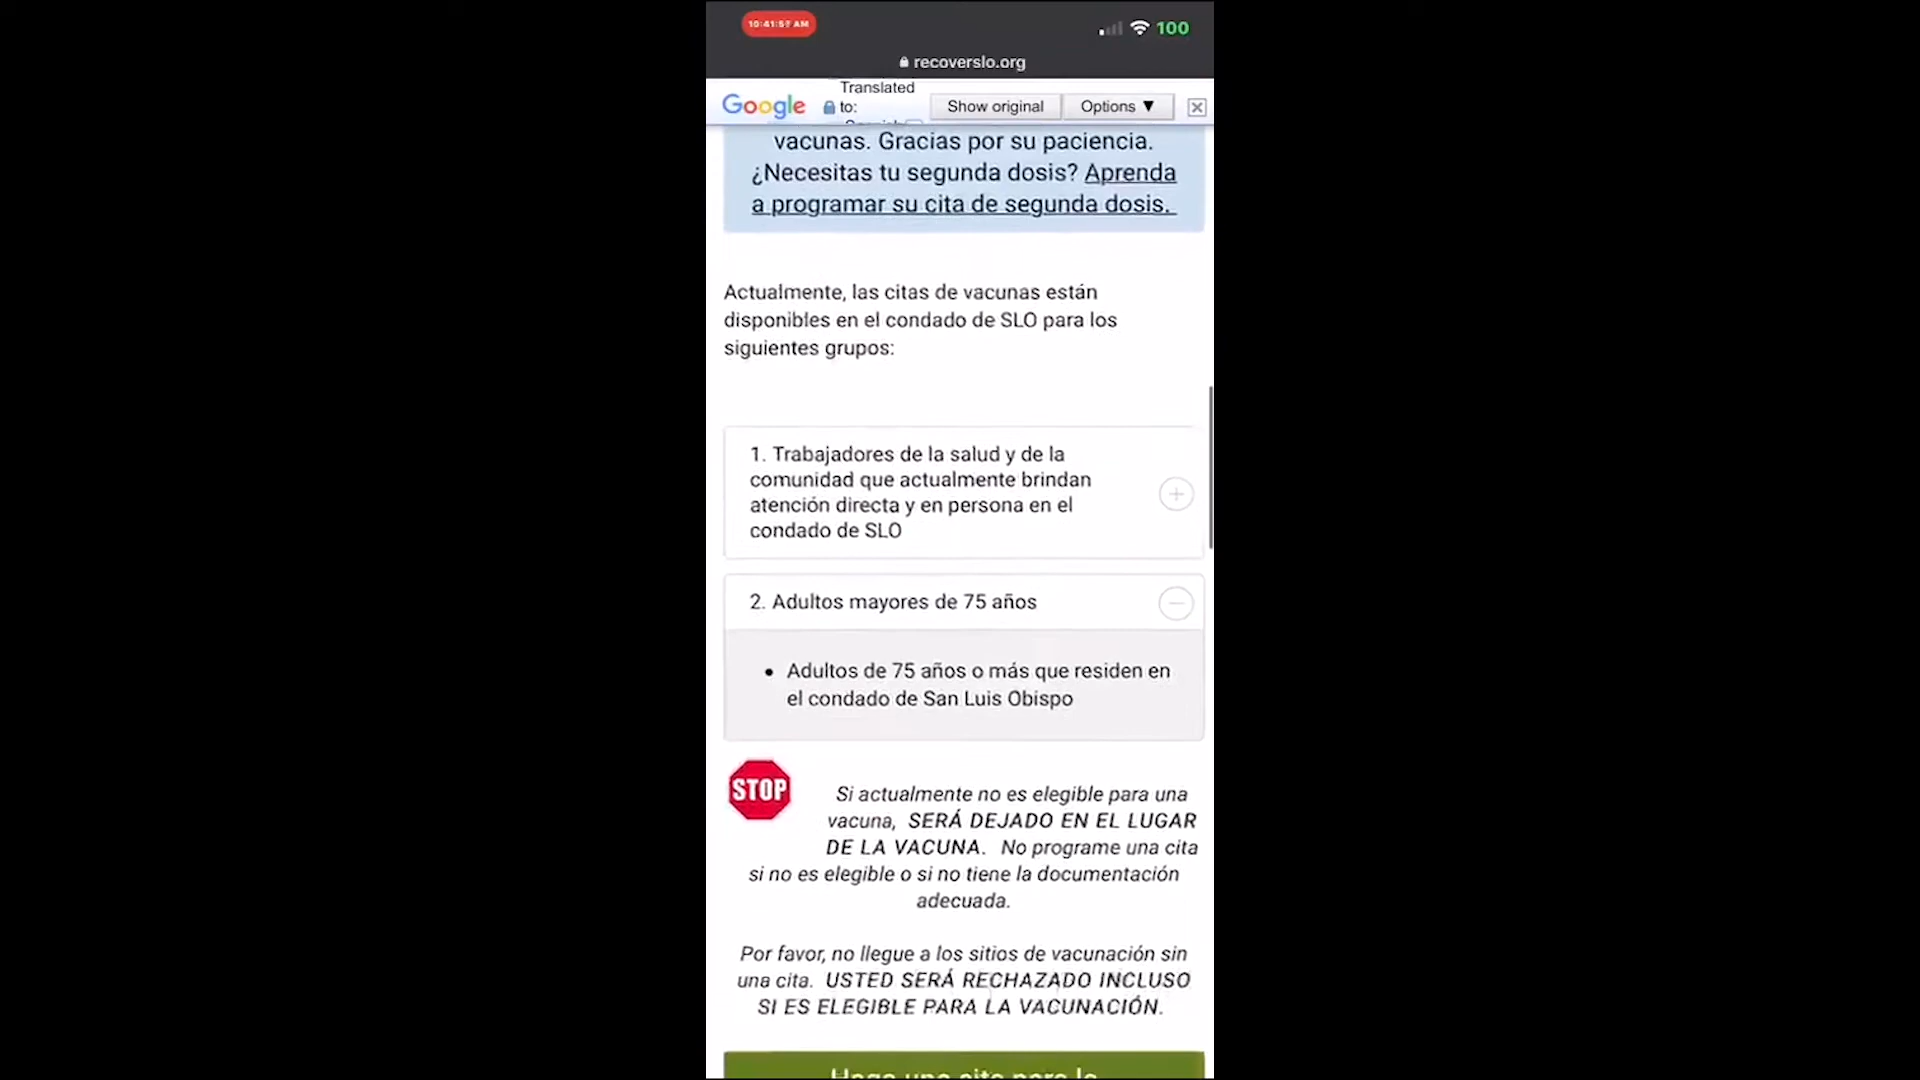 10:41:57 AM
100
recoverslo.org
Google
Translated
to:
Show original
Options ▼
vacunas. Gracias por su paciencia.
¿Necesitas tu segunda dosis? Aprenda
a programar su cita de segunda dosis.
Actualmente, las citas de vacunas están
disponibles en el condado de SLO para los
siguientes grupos:
1. Trabajadores de la salud y de la
comunidad que actualmente brindan
atención directa y en persona en el
condado de SLO
2. Adultos mayores de 75 años
• Adultos de 75 años o más que residen en
el condado de San Luis Obispo
STOP
Si actualmente no es elegible para una
vacuna, SERÁ DEJADO EN EL LUGAR
DE LA VACUNA. No programe una cita
si no es elegible o si no tiene la documentación
adecuada.
Por favor, no llegue a los sitios de vacunación sin
una cita. USTED SERÁ RECHAZADO INCLUSO
SI ES ELEGIBLE PARA LA VACUNACIÓN.
Haga una cita para la